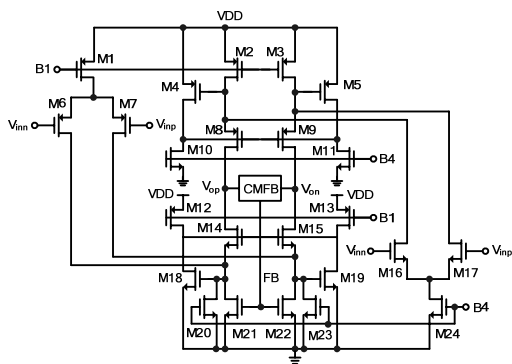 VDD
M1
M2
M3
B1
M4
M5
M6
M7
Vinn
Vinp
M8
M9
M10
M11
B4
VDD
Vop
CMFB
Von
VDD
M12
M13
B1
M14
M15
Vinn
M16
M17
Vinp
M18
FB
M19
M20
M21
M22
M23
M24
B4